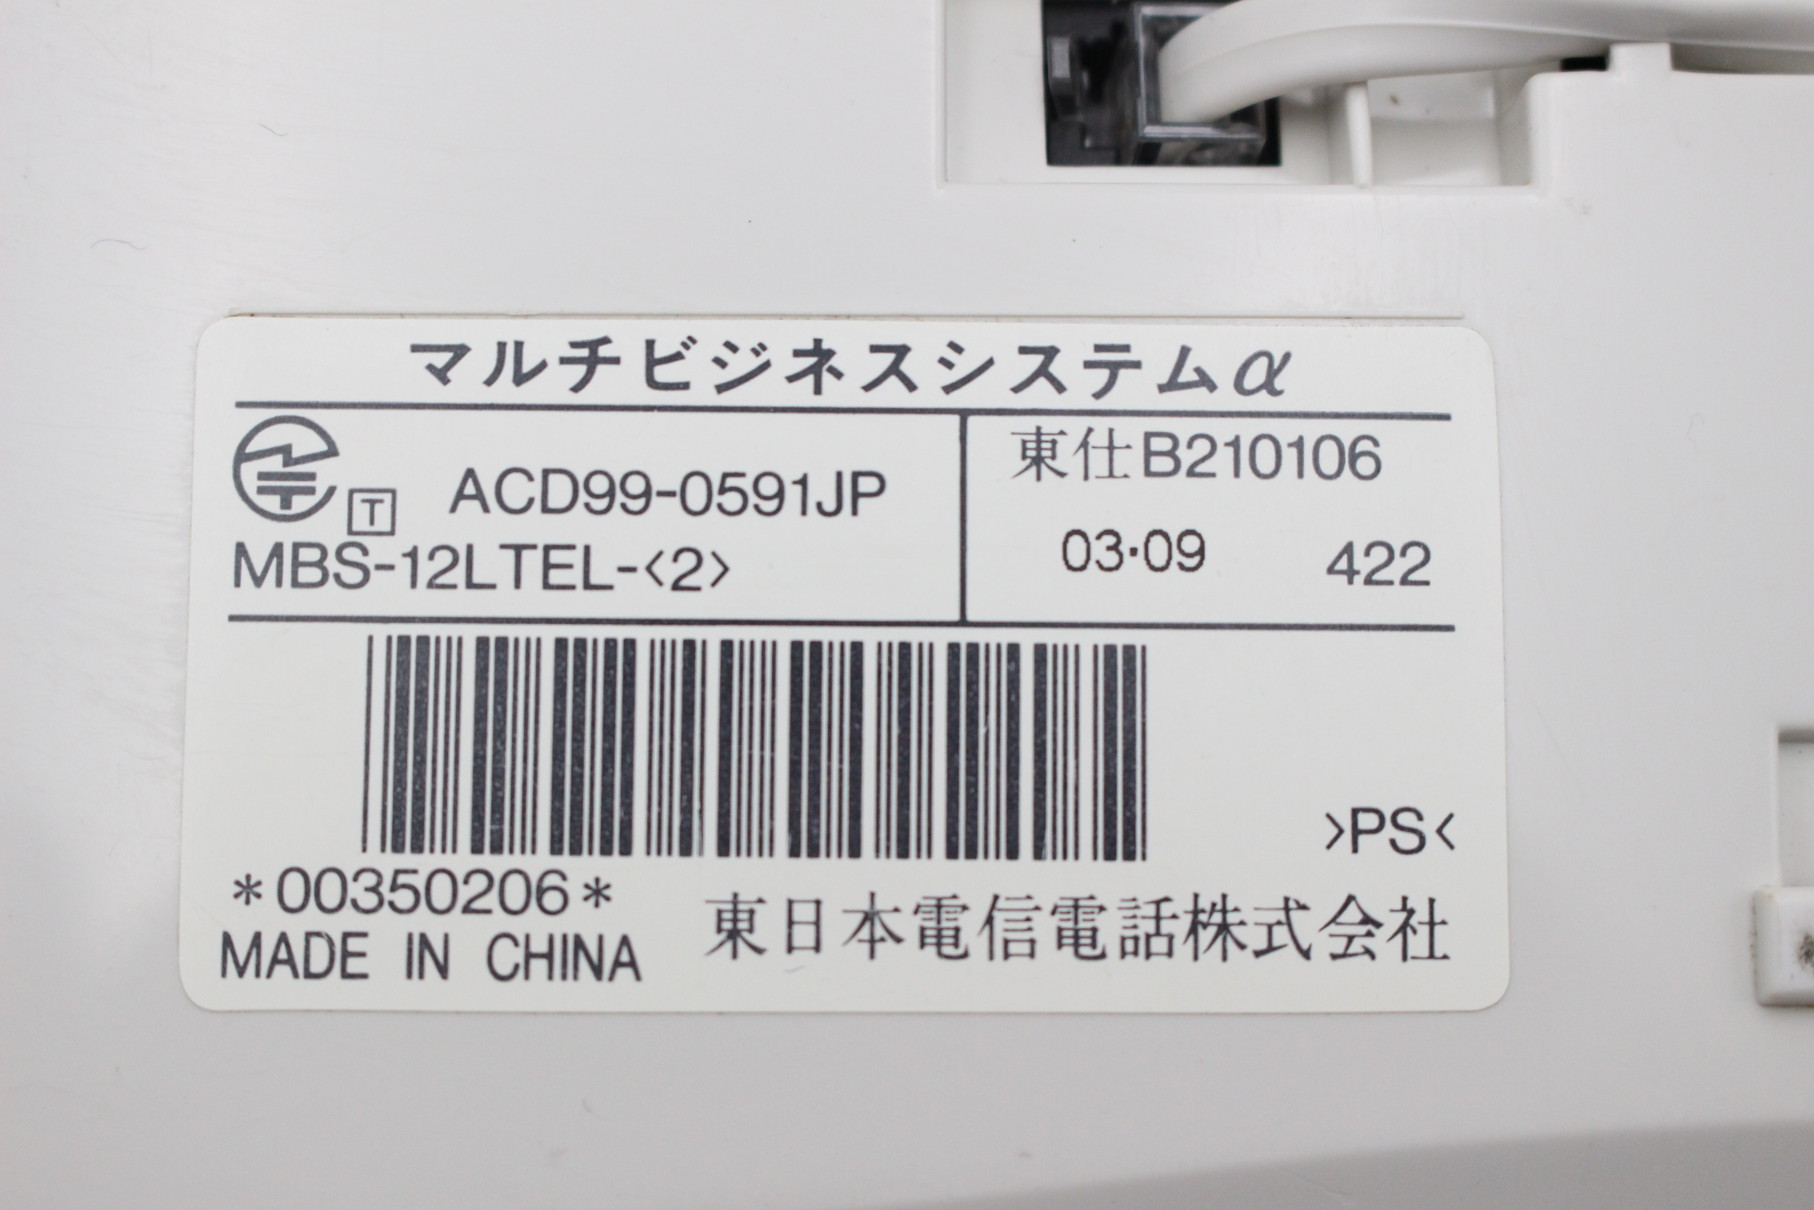 マルチビジネスシステムα
T ACD99-0591JP
MBS-12LTEL-<2>
東仕B210106
03・09 422
>PS<
*00350206*
MADE IN CHINA
東日本電信電話株式会社